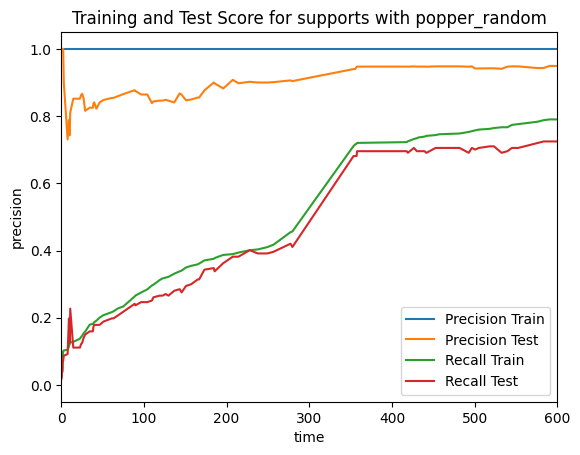 Training and Test Score for supports with popper_random
precision
1.0
0.8
0.6
0.4
0.2
0.0
0
100
200
300
400
500
600
time
Precision Train
Precision Test
Recall Train
Recall Test